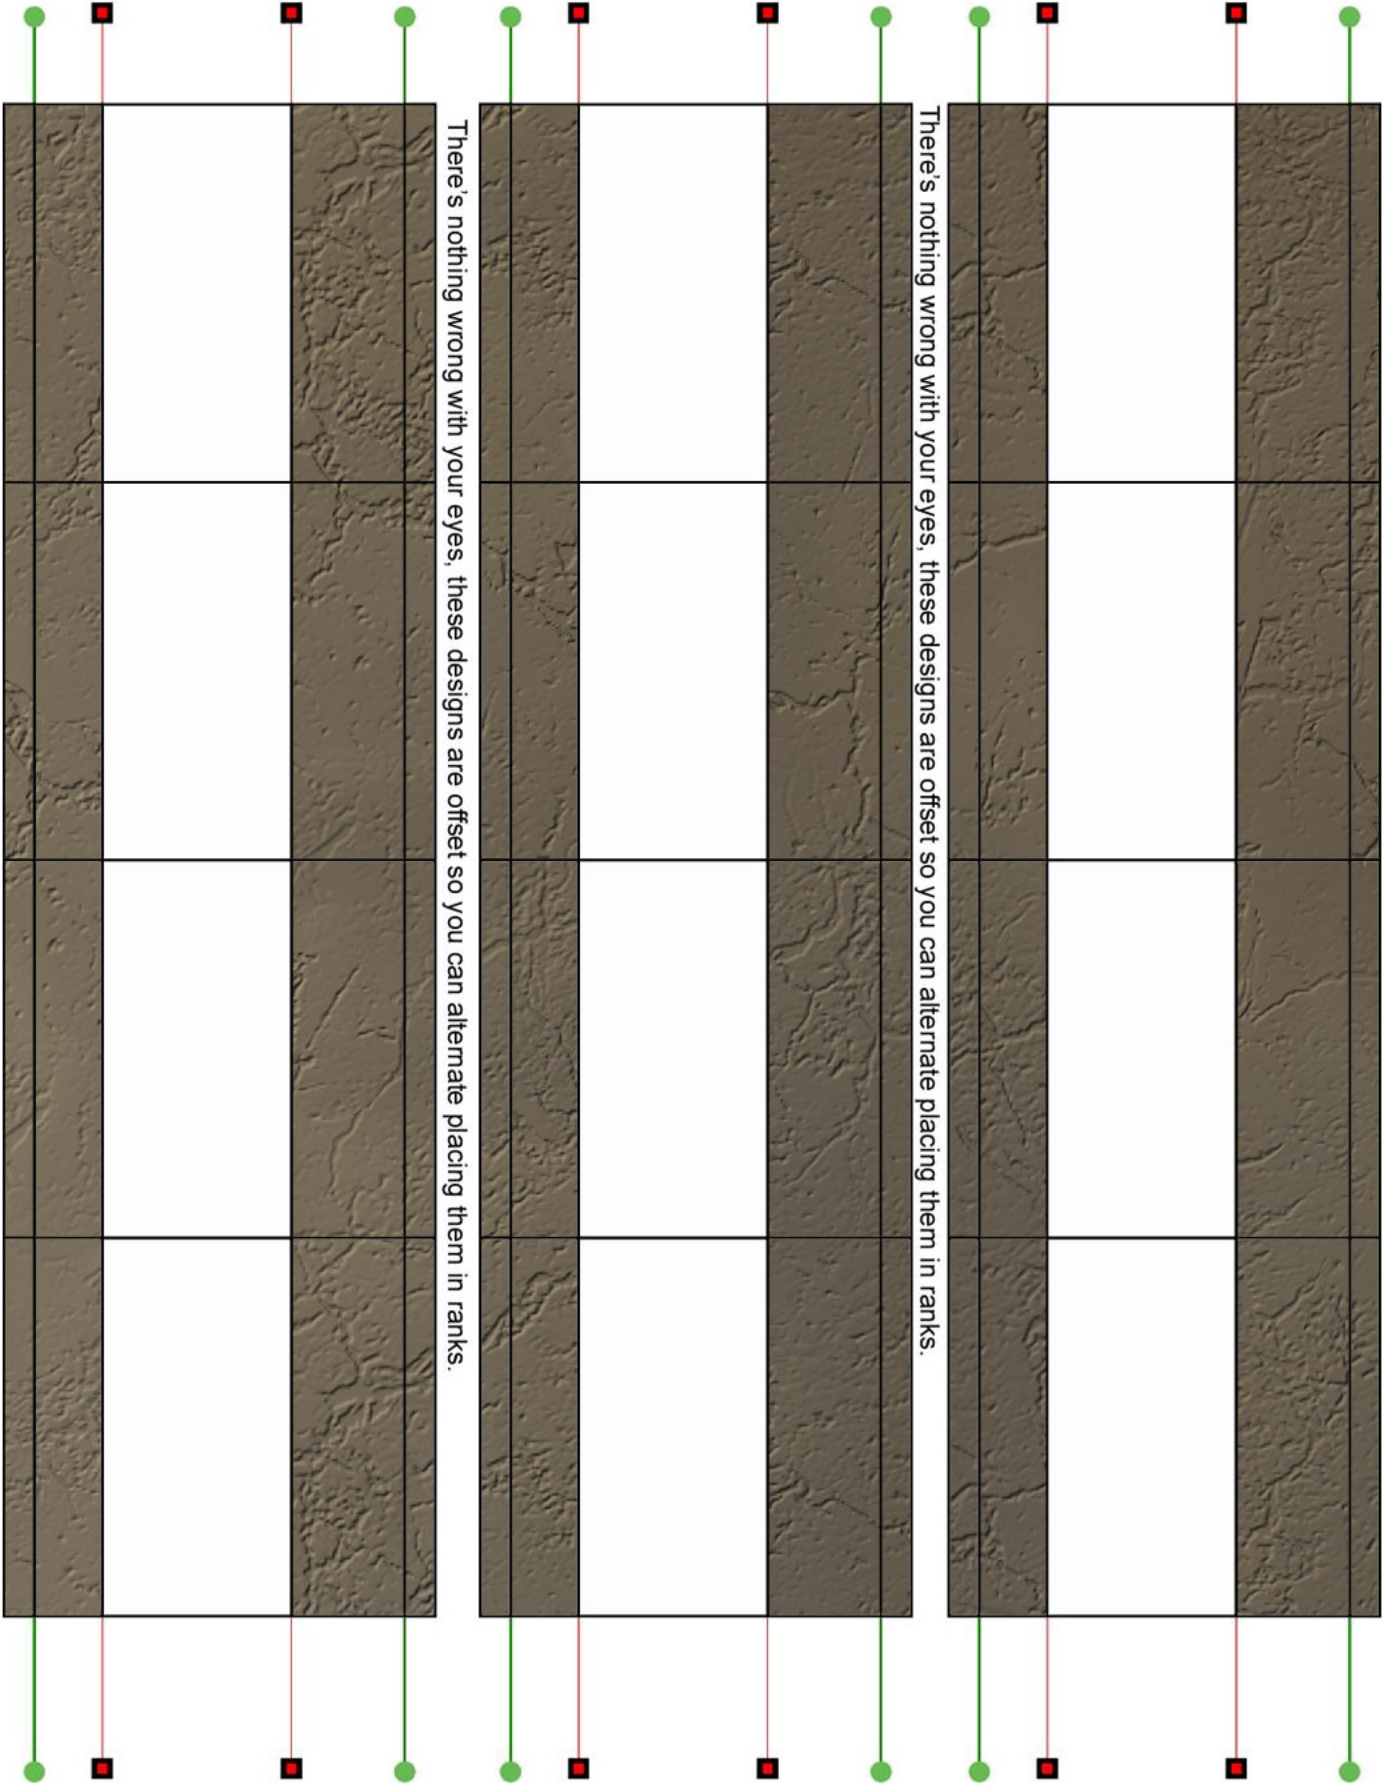 There's nothing wrong with your eyes, these designs are offset so you can alternate placing them in ranks.
There's nothing wrong with your eyes, these designs are offset so you can alternate placing them in ranks.